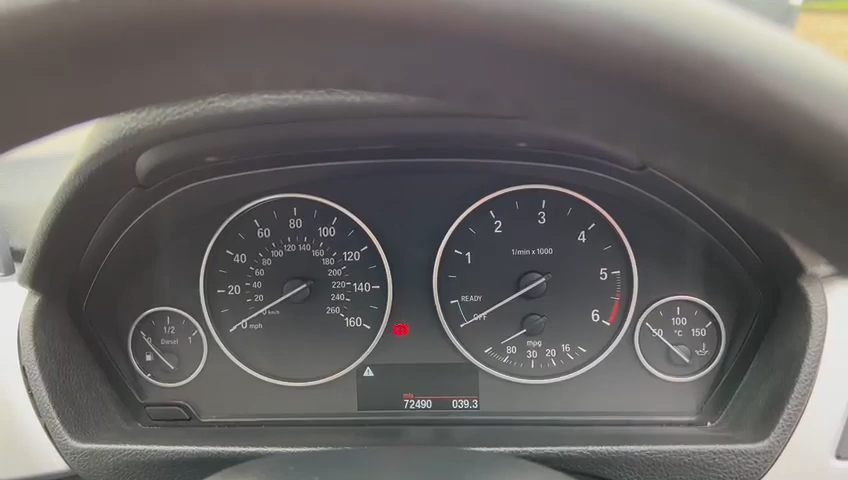 0 20 40 60 80 100 120 140 160
mph
20 40 60 80 100 120 140 160 180 200 220 240 260
km/h
0 1/2 1
Diesel
1 2 3 4 5 6
1/min x 1000
READY
OFF
mpg
80 30 20 16
50 100 150
°C
mls
72490 039.3